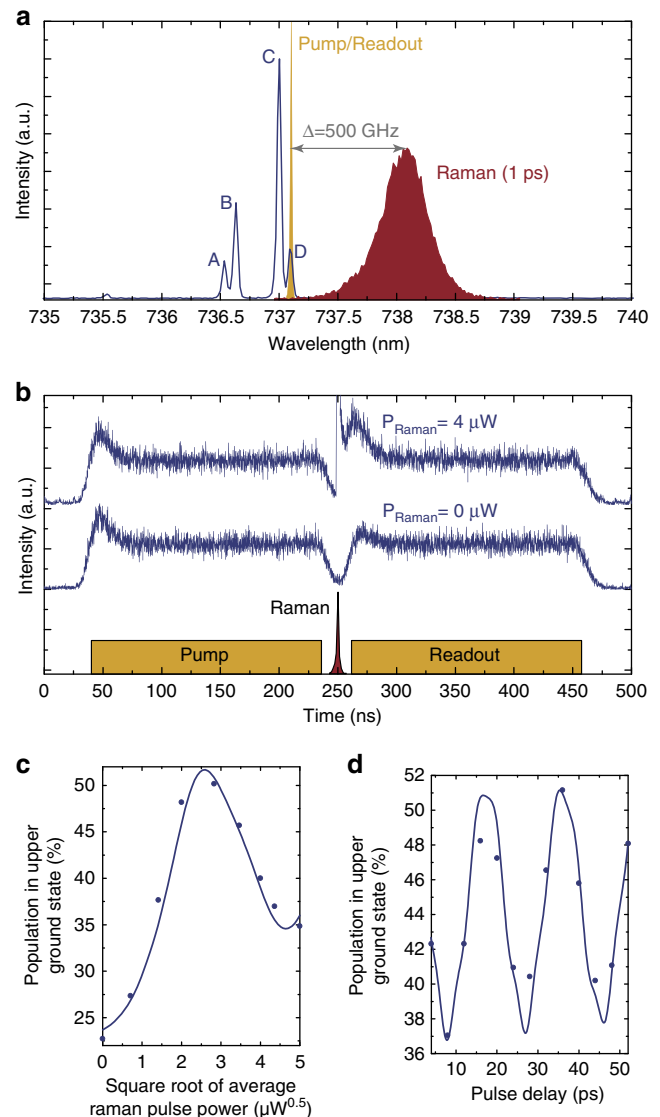 a
Intensity (a.u.)
A
B
C
D
Pump/Readout
Δ=500 GHz
Raman (1 ps)
735 735.5 736 736.5 737 737.5 738 738.5 739 739.5 740
Wavelength (nm)
b
Intensity (a.u.)
P_Raman= 4 μW
P_Raman= 0 μW
Raman
Pump
Readout
0 50 100 150 200 250 300 350 400 450 500
Time (ns)
c
Population in upper
ground state (%)
50
45
40
35
30
25
0 1 2 3 4 5
Square root of average
raman pulse power (μW^0.5)
d
Population in upper
ground state (%)
52
50
48
46
44
42
40
38
36
10 20 30 40 50
Pulse delay (ps)